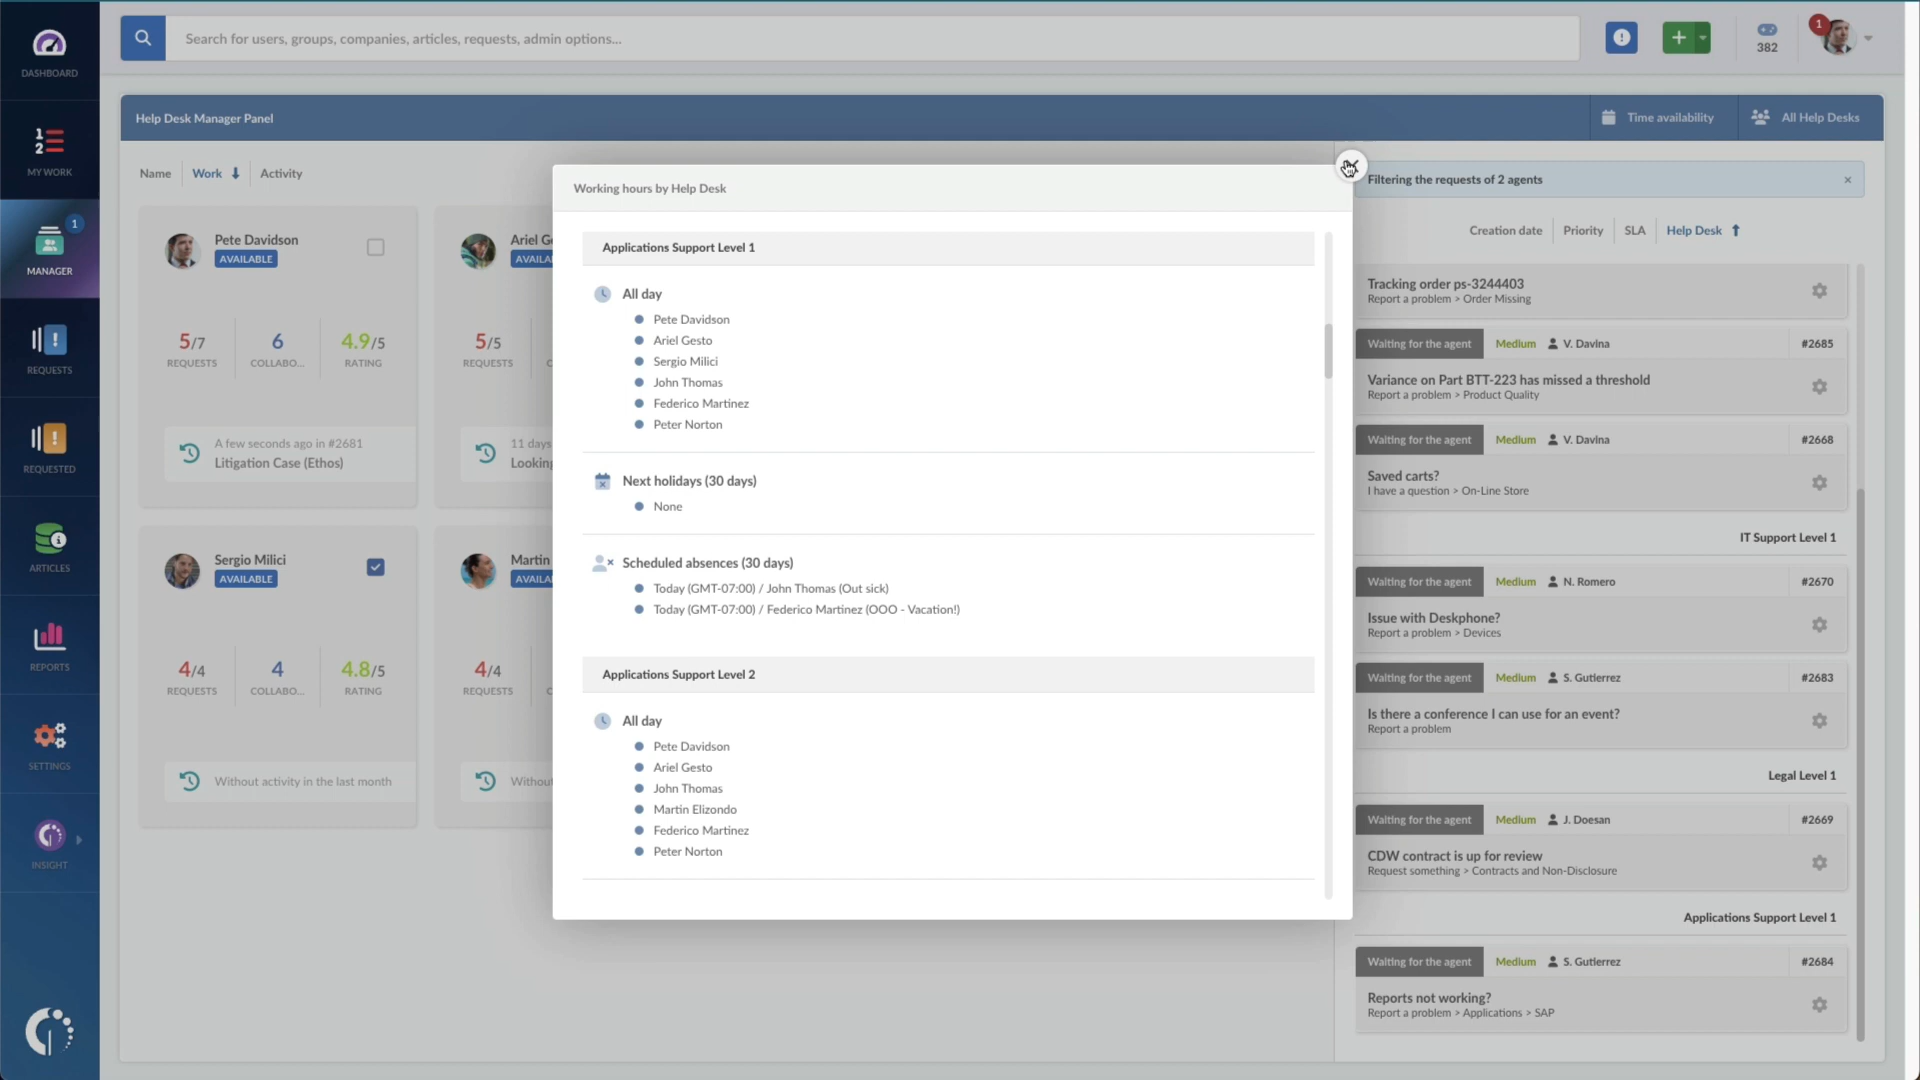 DASHBOARD
1
2
MY WORK
1
MANAGER
REQUESTS
REQUESTED
ARTICLES
REPORTS
SETTINGS
INSIGHT
Search for users, groups, companies, articles, requests, admin options...
382
1
Help Desk Manager Panel
Time availability
All Help Desks
Name
Work
Activity
Pete Davidson
AVAILABLE
5/7
REQUESTS
6
COLLABO...
4.9/5
RATING
A few seconds ago in #2681
Litigation Case (Ethos)
Ariel G
AVAILA
5/5
REQUESTS
C
11 days
Looking
Sergio Milici
AVAILABLE
4/4
REQUESTS
4
COLLABO...
4.8/5
RATING
Without activity in the last month
Martin
AVAILA
4/4
REQUESTS
C
Without
Working hours by Help Desk
Applications Support Level 1
All day
Pete Davidson
Ariel Gesto
Sergio Milici
John Thomas
Federico Martinez
Peter Norton
Next holidays (30 days)
None
Scheduled absences (30 days)
Today (GMT-07:00) / John Thomas (Out sick)
Today (GMT-07:00) / Federico Martinez (OOO - Vacation!)
Applications Support Level 2
All day
Pete Davidson
Ariel Gesto
John Thomas
Martin Elizondo
Federico Martinez
Peter Norton
Filtering the requests of 2 agents
Creation date
Priority
SLA
Help Desk
Tracking order ps-3244403
Report a problem > Order Missing
Waiting for the agent Medium V. Davina #2685
Variance on Part BTT-223 has missed a threshold
Report a problem > Product Quality
Waiting for the agent Medium V. Davina #2668
Saved carts?
I have a question > On-Line Store
IT Support Level 1
Waiting for the agent Medium N. Romero #2670
Issue with Deskphone?
Report a problem > Devices
Waiting for the agent Medium S. Gutierrez #2683
Is there a conference I can use for an event?
Report a problem
Legal Level 1
Waiting for the agent Medium J. Doesan #2669
CDW contract is up for review
Request something > Contracts and Non-Disclosure
Applications Support Level 1
Waiting for the agent Medium S. Gutierrez #2684
Reports not working?
Report a problem > Applications > SAP